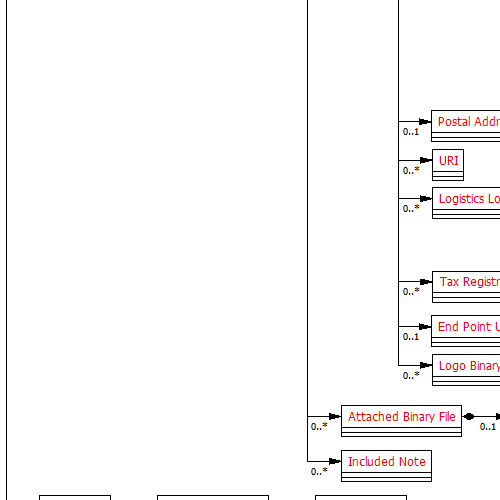 Postal Addr
0..1
URI
0..*
Logistics Lo
0..*
Tax Registr
0..*
End Point U
0..1
Logo Binary
0..*
Attached Binary File
0..*
0..1
Included Note
0..*